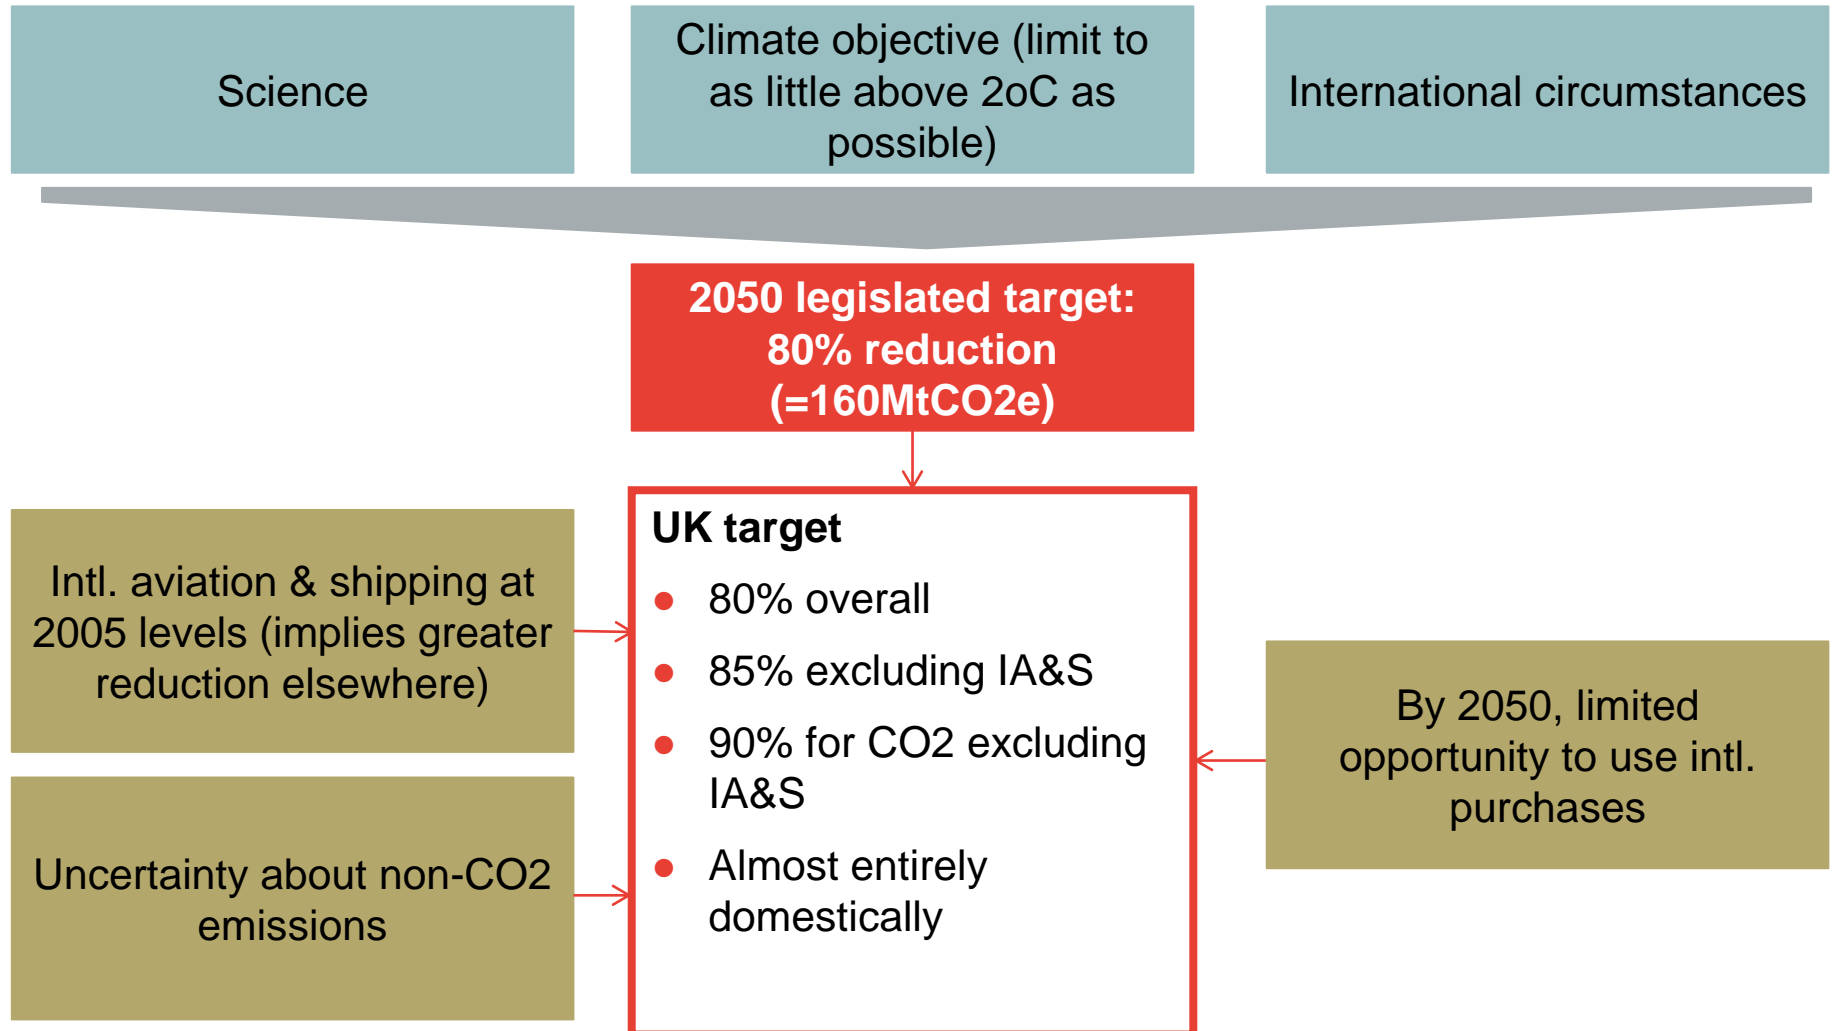 Science
Climate objective (limit to
as little above 2oC as
possible)
International circumstances
2050 legislated target:
80% reduction
(=160MtCO2e)
Intl. aviation & shipping at
2005 levels (implies greater
reduction elsewhere)
Uncertainty about non-CO2
emissions
UK target
● 80% overall
● 85% excluding IA&S
● 90% for CO2 excluding
IA&S
● Almost entirely
domestically
By 2050, limited
opportunity to use intl.
purchases